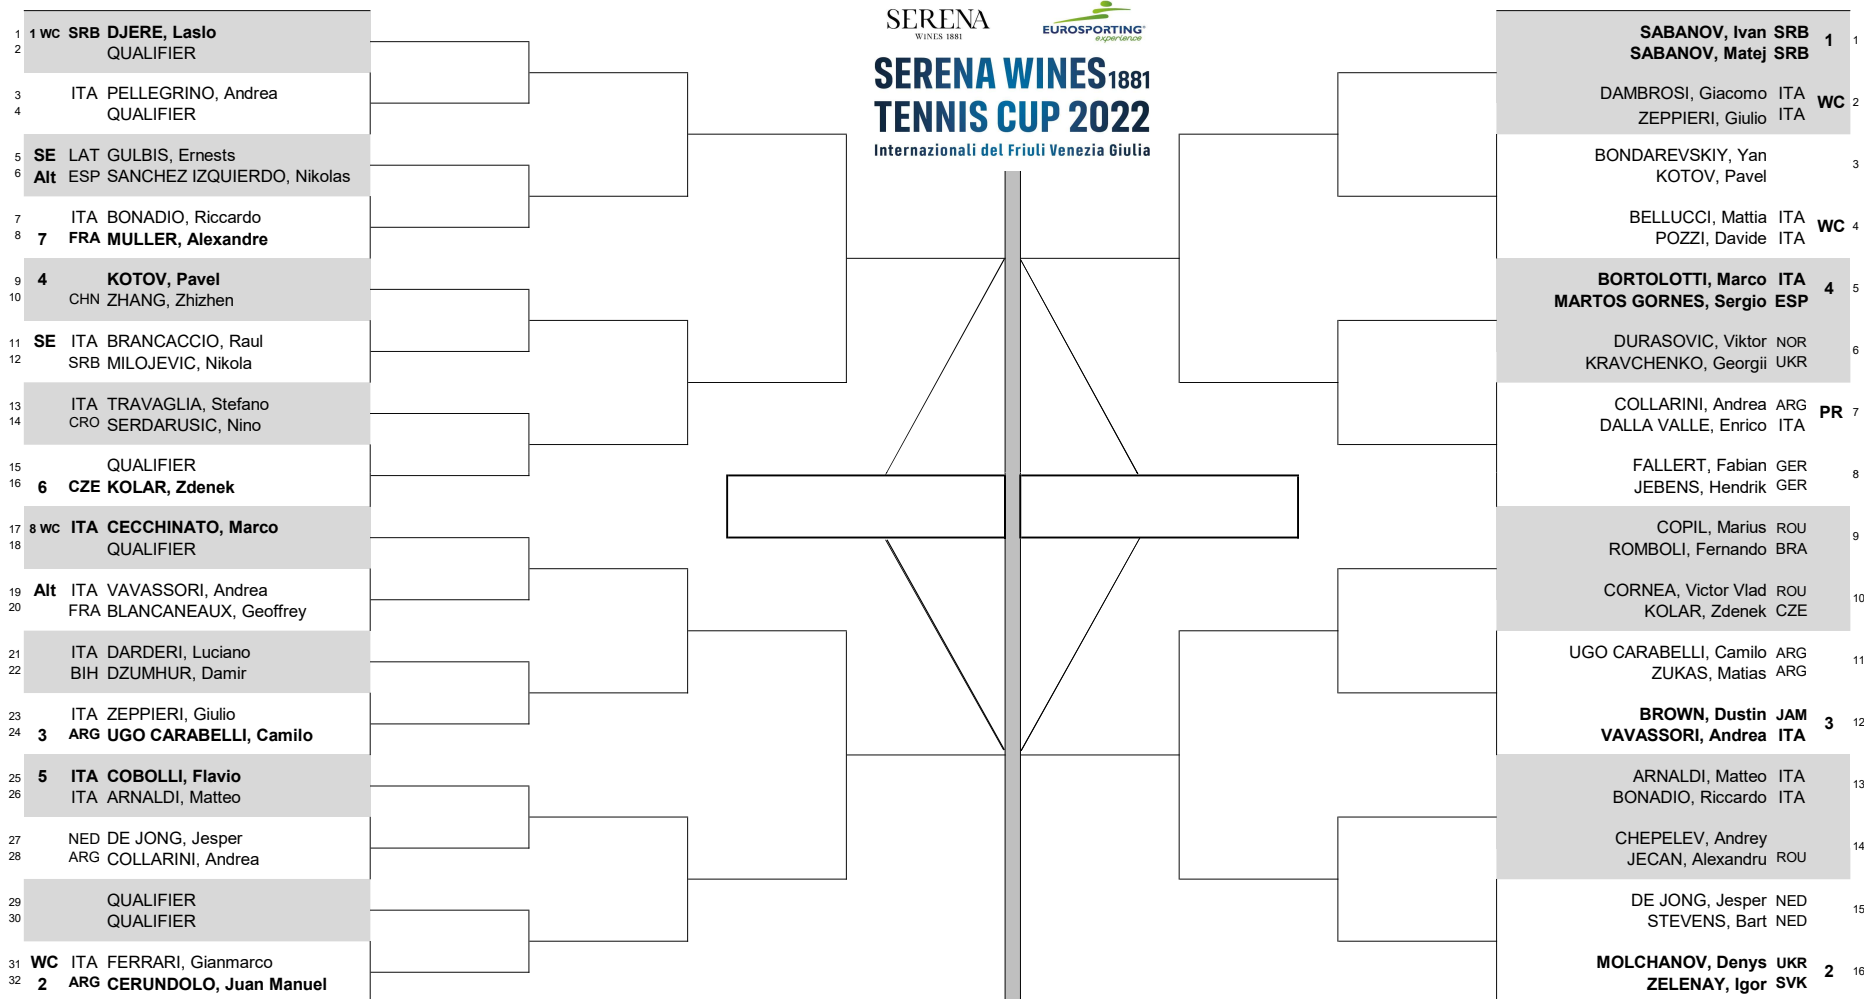 SERENA
WINES 1881
EUROSPORTING®
experience
SERENA WINES 1881
TENNIS CUP 2022
Internazionali del Friuli Venezia Giulia
1 1 WC SRB DJERE, Laslo
2 QUALIFIER
3 ITA PELLEGRINO, Andrea
4 QUALIFIER
5 SE LAT GULBIS, Ernests
6 Alt ESP SANCHEZ IZQUIERDO, Nikolas
7 ITA BONADIO, Riccardo
8 7 FRA MULLER, Alexandre
9 4 KOTOV, Pavel
10 CHN ZHANG, Zhizhen
11 SE ITA BRANCACCIO, Raul
12 SRB MILOJEVIC, Nikola
13 ITA TRAVAGLIA, Stefano
14 CRO SERDARUSIC, Nino
15 QUALIFIER
16 6 CZE KOLAR, Zdenek
17 8 WC ITA CECCHINATO, Marco
18 QUALIFIER
19 Alt ITA VAVASSORI, Andrea
20 FRA BLANCANEAUX, Geoffrey
21 ITA DARDERI, Luciano
22 BIH DZUMHUR, Damir
23 ITA ZEPPIERI, Giulio
24 3 ARG UGO CARABELLI, Camilo
25 5 ITA COBOLLI, Flavio
26 ITA ARNALDI, Matteo
27 NED DE JONG, Jesper
28 ARG COLLARINI, Andrea
29 QUALIFIER
30 QUALIFIER
31 WC ITA FERRARI, Gianmarco
32 2 ARG CERUNDOLO, Juan Manuel
SABANOV, Ivan SRB 1 1
SABANOV, Matej SRB
DAMBROSI, Giacomo ITA WC 2
ZEPPIERI, Giulio ITA
BONDAREVSKIY, Yan 3
KOTOV, Pavel
BELLUCCI, Mattia ITA WC 4
POZZI, Davide ITA
BORTOLOTTI, Marco ITA 4 5
MARTOS GORNES, Sergio ESP
DURASOVIC, Viktor NOR 6
KRAVCHENKO, Georgii UKR
COLLARINI, Andrea ARG PR 7
DALLA VALLE, Enrico ITA
FALLERT, Fabian GER 8
JEBENS, Hendrik GER
COPIL, Marius ROU 9
ROMBOLI, Fernando BRA
CORNEA, Victor Vlad ROU 10
KOLAR, Zdenek CZE
UGO CARABELLI, Camilo ARG 11
ZUKAS, Matias ARG
BROWN, Dustin JAM 3 12
VAVASSORI, Andrea ITA
ARNALDI, Matteo ITA 13
BONADIO, Riccardo ITA
CHEPELEV, Andrey 14
JECAN, Alexandru ROU
DE JONG, Jesper NED 15
STEVENS, Bart NED
MOLCHANOV, Denys UKR 2 16
ZELENAY, Igor SVK